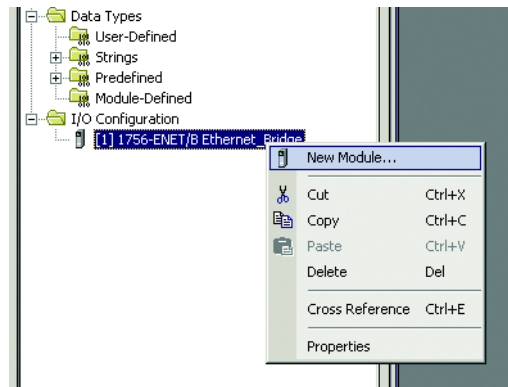 Data Types
User-Defined
Strings
Predefined
Module-Defined
I/O Configuration
[1] 1756-ENET/B Ethernet_Bridge
New Module...
Cut Ctrl+X
Copy Ctrl+C
Paste Ctrl+V
Delete Del
Cross Reference Ctrl+E
Properties